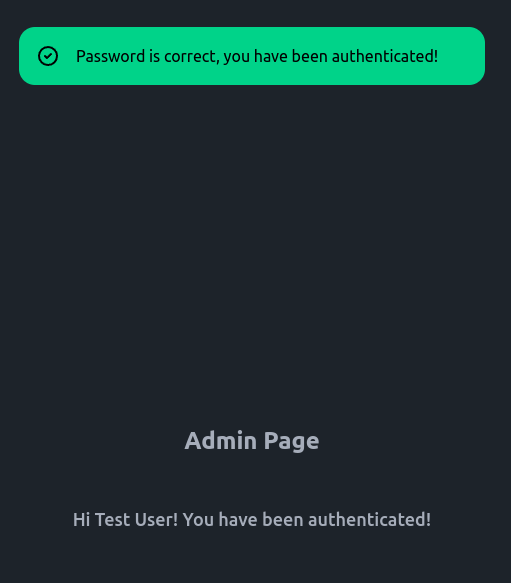 Password is correct, you have been authenticated!
Admin Page
Hi Test User! You have been authenticated!